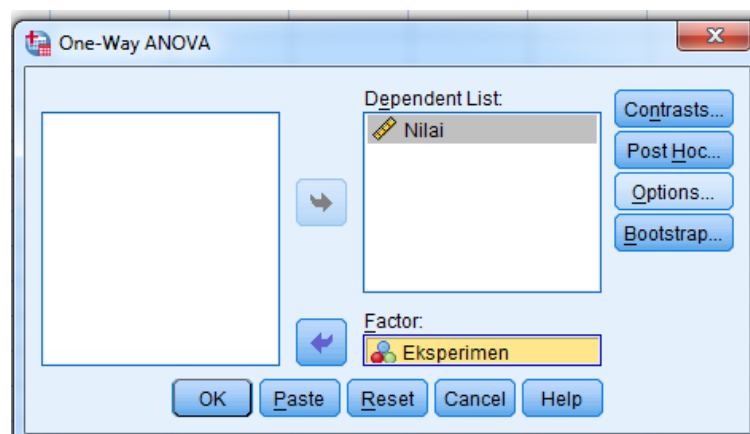 One-Way ANOVA
Dependent List:
Nilai
Contrasts...
Post Hoc...
Options...
Bootstrap...
Factor:
Eksperimen
OK Paste Reset Cancel Help